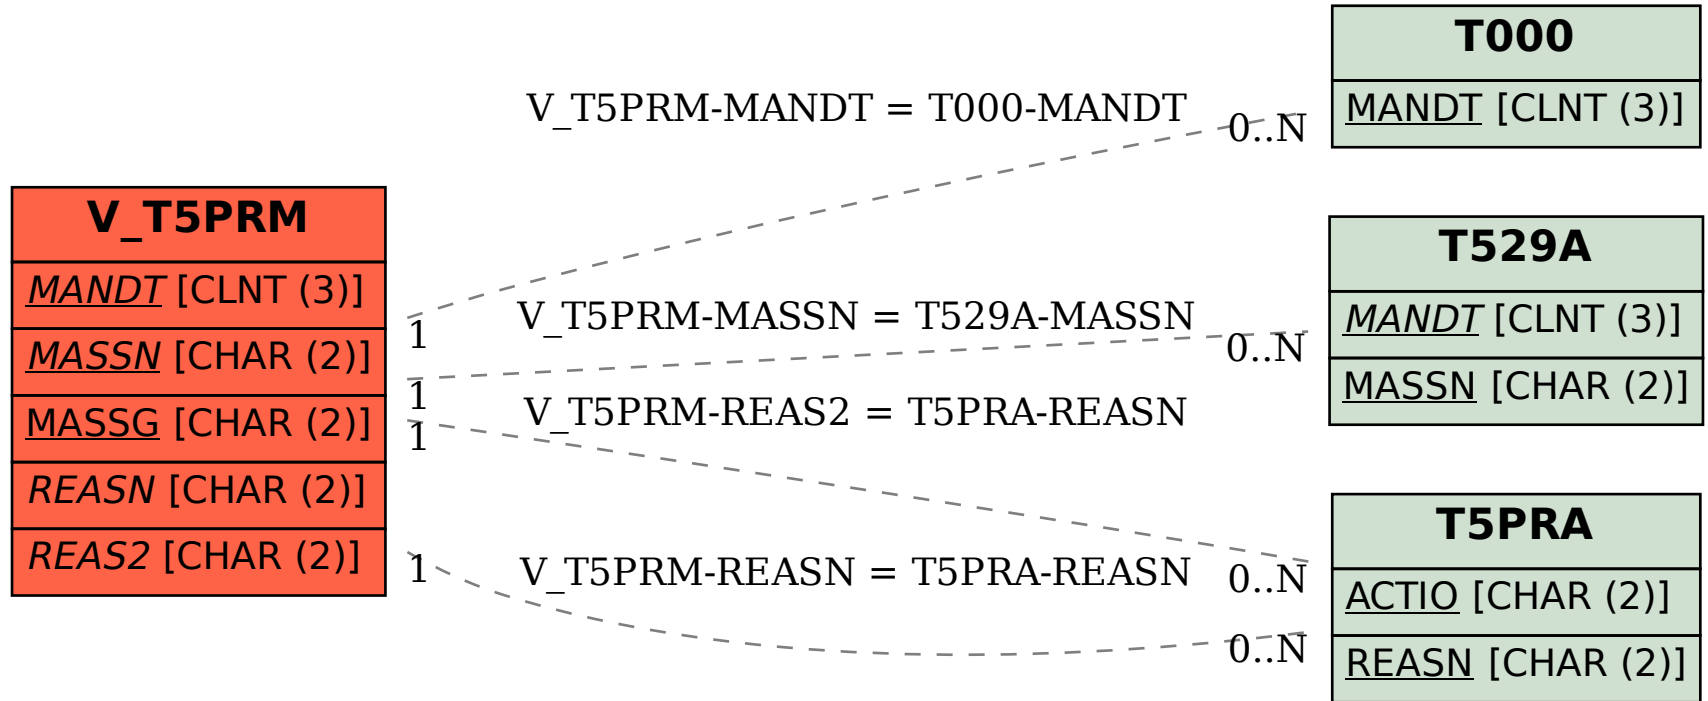 V_T5PRM
MANDT [CLNT (3)]
MASSN [CHAR (2)]
MASSG [CHAR (2)]
REASN [CHAR (2)]
REAS2 [CHAR (2)]
V_T5PRM-MANDT = T000-MANDT
0..N
1
V_T5PRM-MASSN = T529A-MASSN
0..N
1
V_T5PRM-REAS2 = T5PRA-REASN
1
0..N
V_T5PRM-REASN = T5PRA-REASN
1
0..N
T000
MANDT [CLNT (3)]
T529A
MANDT [CLNT (3)]
MASSN [CHAR (2)]
T5PRA
ACTIO [CHAR (2)]
REASN [CHAR (2)]